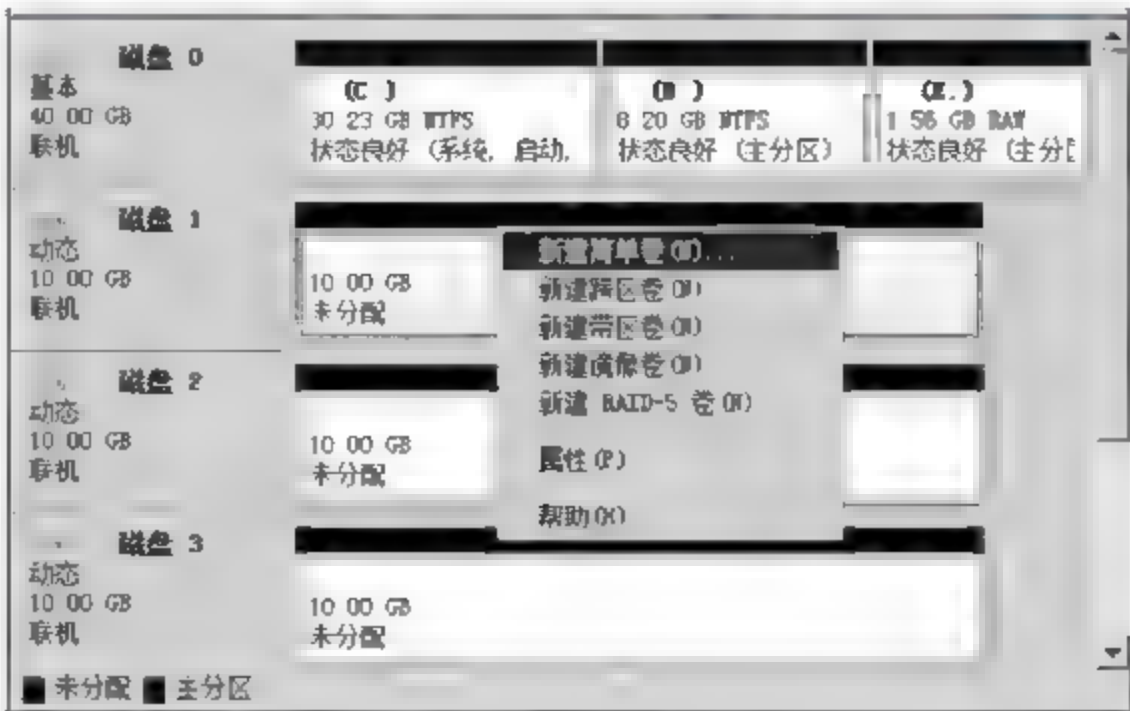 磁盘 0
基本
40.00 GB
联机
(C:)
30.23 GB NTFS
状态良好 (系统, 启动,
(D:)
8.20 GB NTFS
状态良好 (主分区)
(E:)
1.56 GB RAW
状态良好 (主分区
磁盘 1
动态
10.00 GB
联机
10.00 GB
未分配
新建简单卷(N)...
新建跨区卷(N)
新建带区卷(N)
新建镜像卷(N)
新建 RAID-5 卷(N)
属性(P)
帮助(H)
磁盘 2
动态
10.00 GB
联机
10.00 GB
未分配
磁盘 3
动态
10.00 GB
联机
10.00 GB
未分配
未分配 主分区